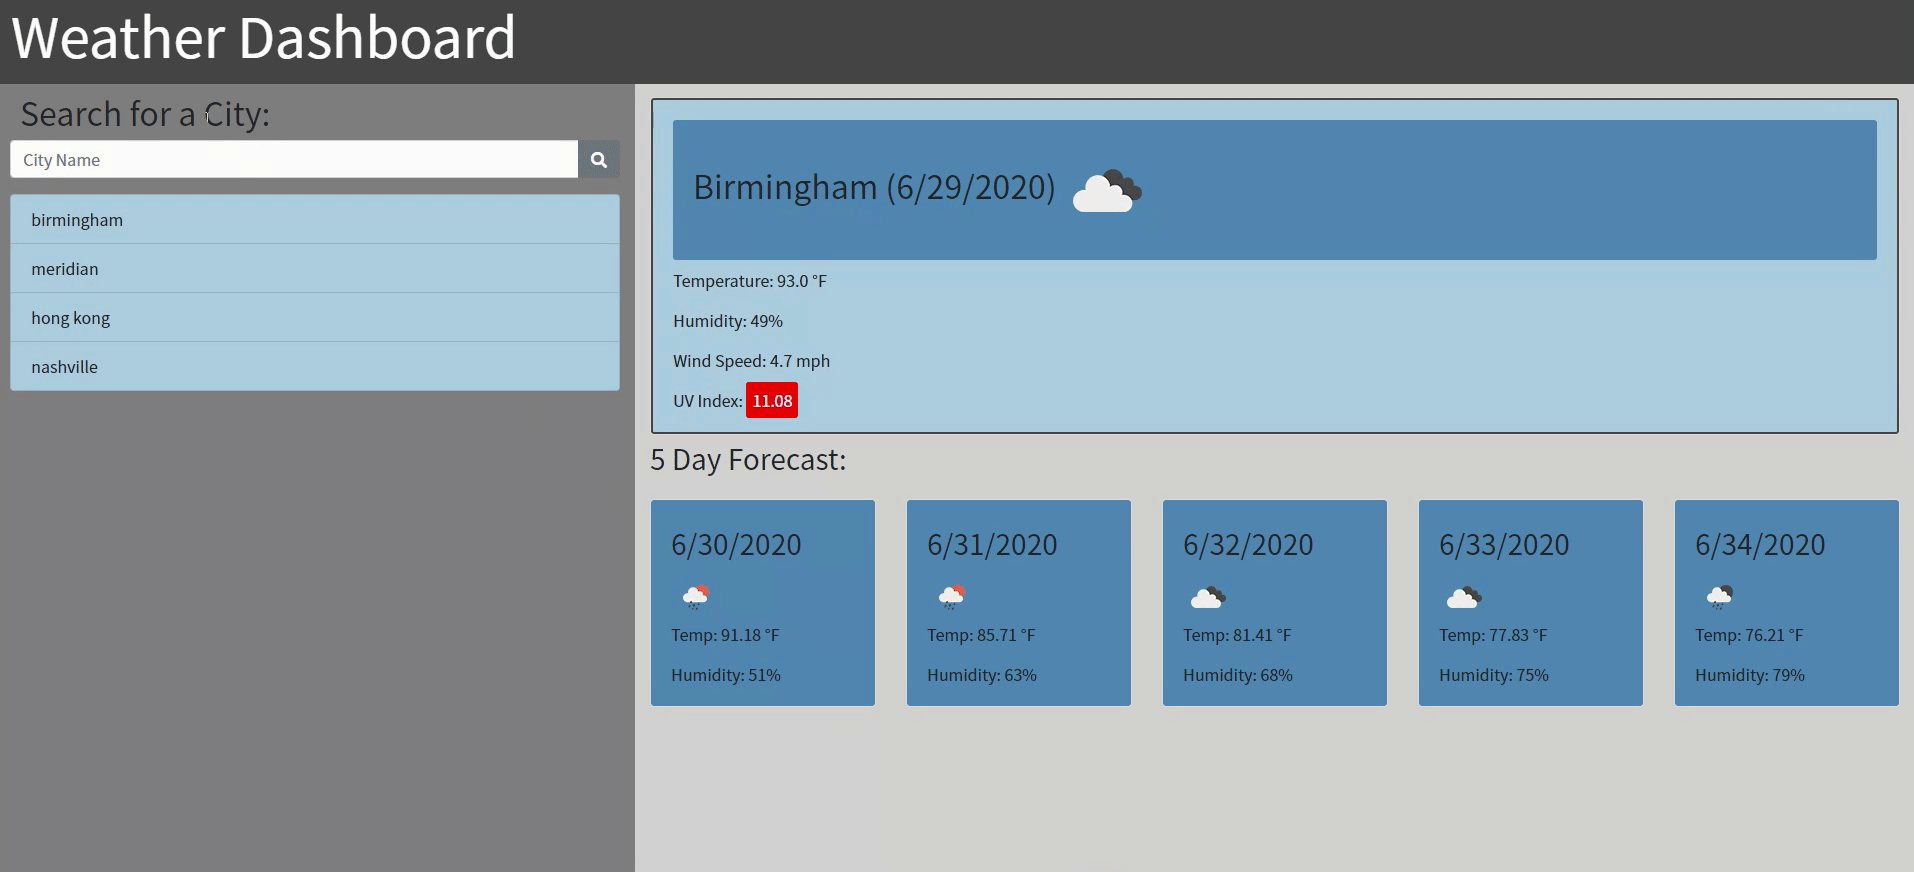 Weather Dashboard
Search for a City:
City Name
birmingham
meridian
hong kong
nashville
Birmingham (6/29/2020)
Temperature: 93.0 °F
Humidity: 49%
Wind Speed: 4.7 mph
UV Index: 11.08
5 Day Forecast:
6/30/2020
Temp: 91.18 °F
Humidity: 51%
6/31/2020
Temp: 85.71 °F
Humidity: 63%
6/32/2020
Temp: 81.41 °F
Humidity: 68%
6/33/2020
Temp: 77.83 °F
Humidity: 75%
6/34/2020
Temp: 76.21 °F
Humidity: 79%